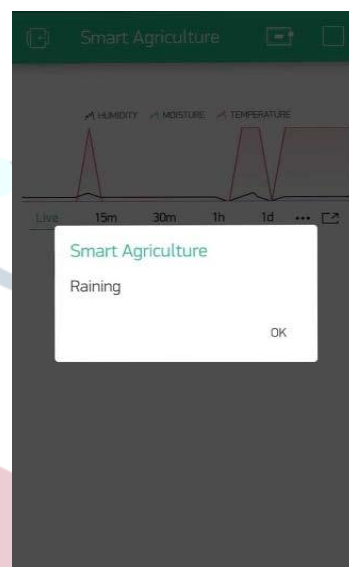 Smart Agriculture
HUMIDITY MOISTURE TEMPERATURE
Live 15m 30m 1h 1d
Smart Agriculture
Raining
OK